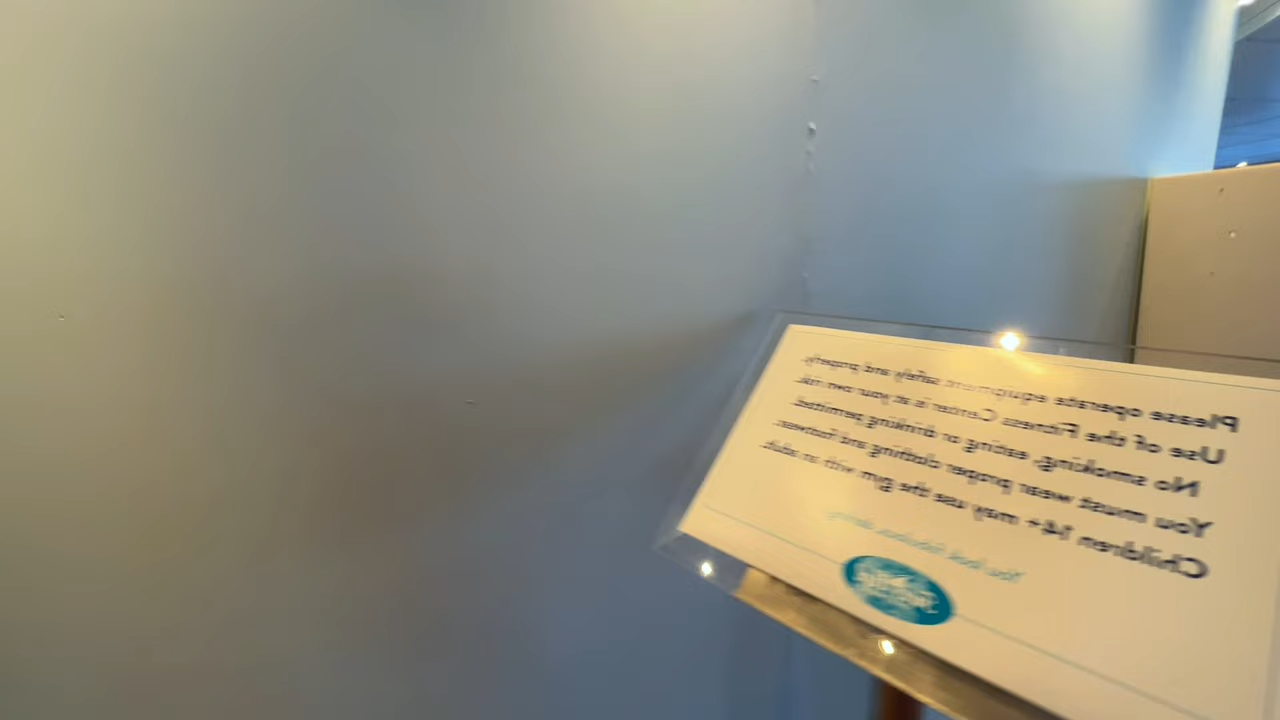 Please operate equipment safely and properly.
Use of the Fitness Center is at your own risk.
No smoking, eating, or drinking permitted.
You must wear proper clothing and footwear.
Children 14+ may use the gym with an adult.